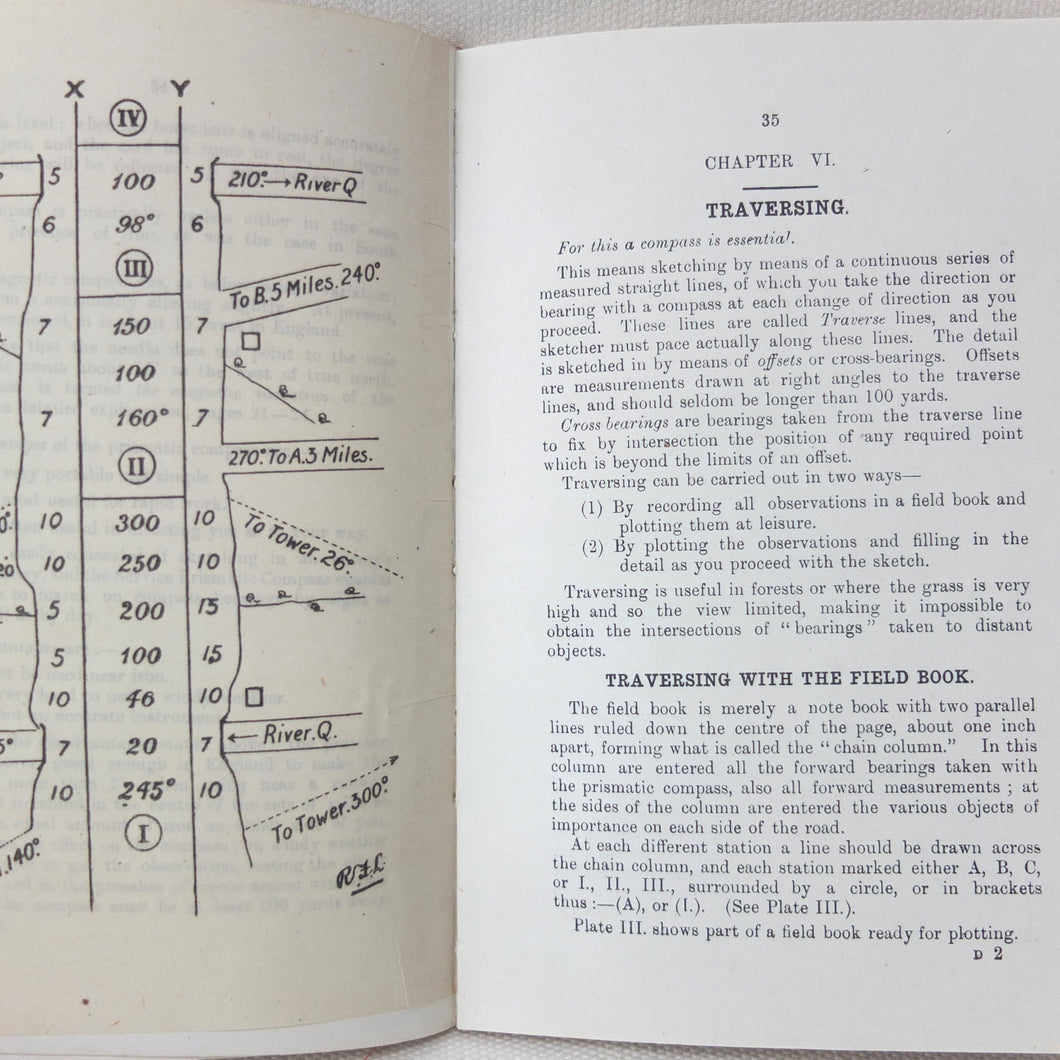 X Y
IV
5 100 5 210°. → River Q
6 98° 6
III
To B. 5 Miles. 240°.
7 150 7
100
7 160° 7
II
270°. To A. 3 Miles.
10 300 10
To Tower. 26°.
10 250 10
5 200 15
5 100 15
10 46 10
← River. Q.
7 20 7
10 245° 10
To Tower. 300°.
I
140°.
35
CHAPTER VI.
TRAVERSING.
For this a compass is essential.
This means sketching by means of a continuous series of
measured straight lines, of which you take the direction or
bearing with a compass at each change of direction as you
proceed. These lines are called Traverse lines, and the
sketcher must pace actually along these lines. The detail
is sketched in by means of offsets or cross-bearings. Offsets
are measurements drawn at right angles to the traverse
lines, and should seldom be longer than 100 yards.
Cross bearings are bearings taken from the traverse line
to fix by intersection the position of any required point
which is beyond the limits of an offset.
Traversing can be carried out in two ways—
(1) By recording all observations in a field book and
plotting them at leisure.
(2) By plotting the observations and filling in the
detail as you proceed with the sketch.
Traversing is useful in forests or where the grass is very
high and so the view limited, making it impossible to
obtain the intersections of "bearings" taken to distant
objects.
TRAVERSING WITH THE FIELD BOOK.
The field book is merely a note book with two parallel
lines ruled down the centre of the page, about one inch
apart, forming what is called the "chain column." In this
column are entered all the forward bearings taken with
the prismatic compass, also all forward measurements ; at
the sides of the column are entered the various objects of
importance on each side of the road.
At each different station a line should be drawn across
the chain column, and each station marked either A, B, C,
or I., II., III., surrounded by a circle, or in brackets
thus :—(A), or (I.). (See Plate III.).
Plate III. shows part of a field book ready for plotting.
D 2